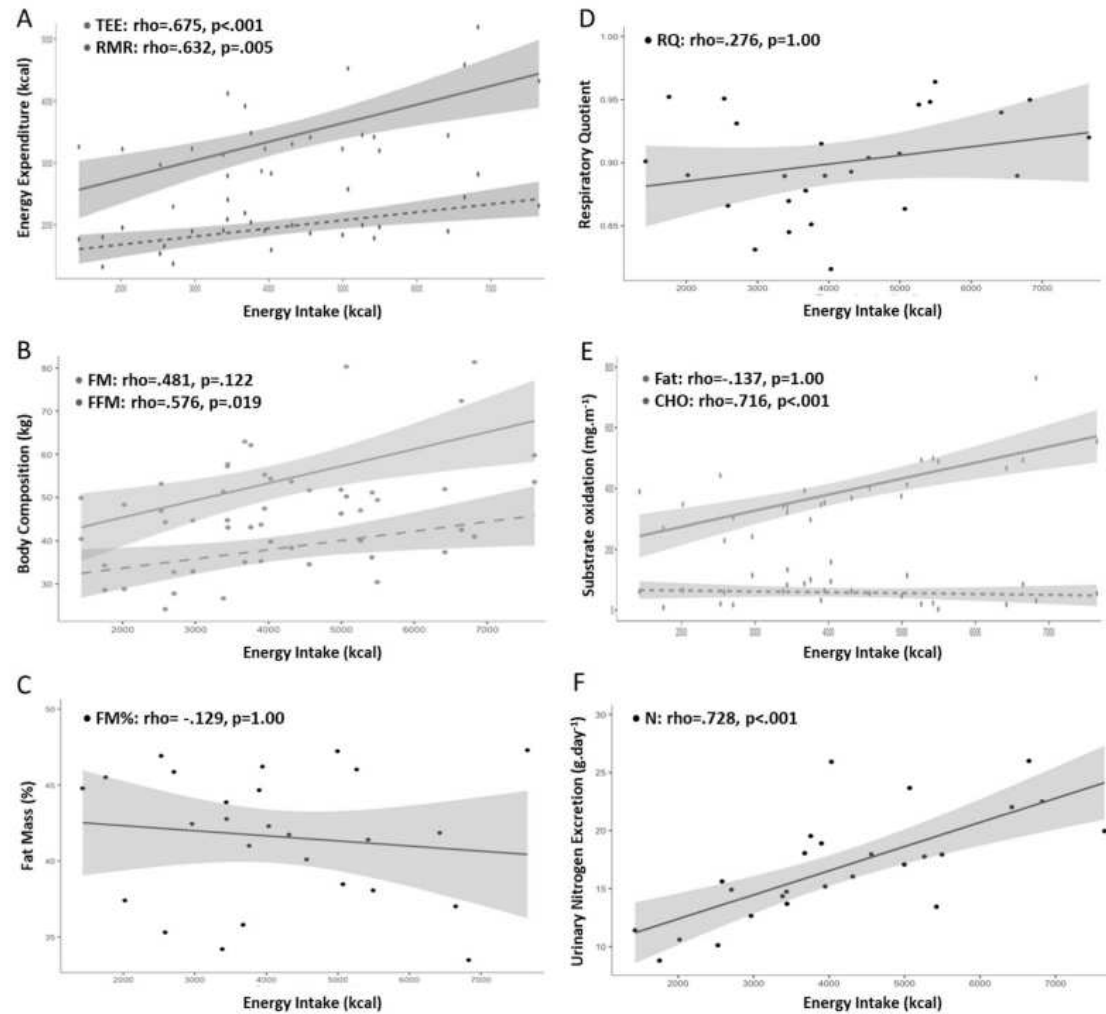 A
TEE: rho=.675, p<.001
RMR: rho=.632, p=.005
Energy Expenditure (kcal)
2000 3000 4000 5000
Energy Intake (kcal)
D
RQ: rho=.276, p=1.00
Respiratory Quotient
1.00
0.95
0.90
0.85
2000 3000 4000 5000 6000 7000
Energy Intake (kcal)
B
FM: rho=.481, p=.122
FFM: rho=.576, p=.019
Body Composition (kg)
80
70
60
50
40
30
2000 3000 4000 5000 6000 7000
Energy Intake (kcal)
E
Fat: rho=-.137, p=1.00
CHO: rho=.716, p<.001
Substrate oxidation (mg.m⁻¹)
Energy Intake (kcal)
C
FM%: rho= -.129, p=1.00
Fat Mass (%)
50
45
40
35
2000 3000 4000 5000 6000 7000
Energy Intake (kcal)
F
N: rho=.728, p<.001
Urinary Nitrogen Excretion (g.day⁻¹)
30
25
20
15
10
2000 3000 4000 5000 6000 7000
Energy Intake (kcal)